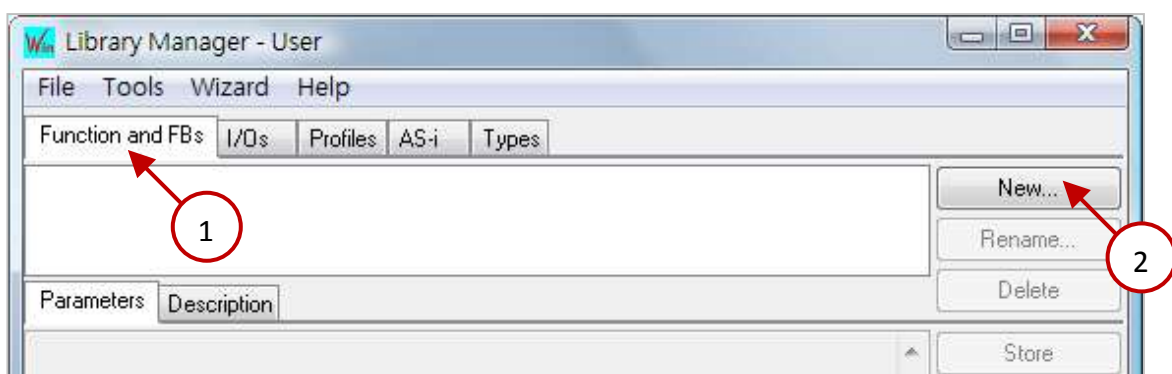 Win Library Manager - User
File Tools Wizard Help
Function and FBs I/Os Profiles AS-i Types
New...
1
Rename...
2
Delete
Parameters Description
Store